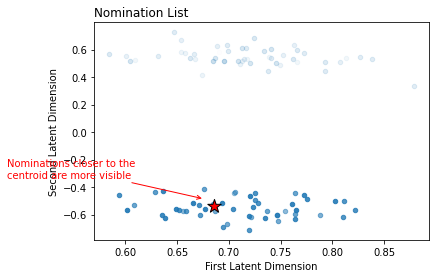 Nomination List
0.6
0.4
0.2
0.0
−0.2
−0.4
−0.6
Second Latent Dimension
Nominations closer to the
centroid are more visible
0.60
0.65
0.70
0.75
0.80
0.85
First Latent Dimension